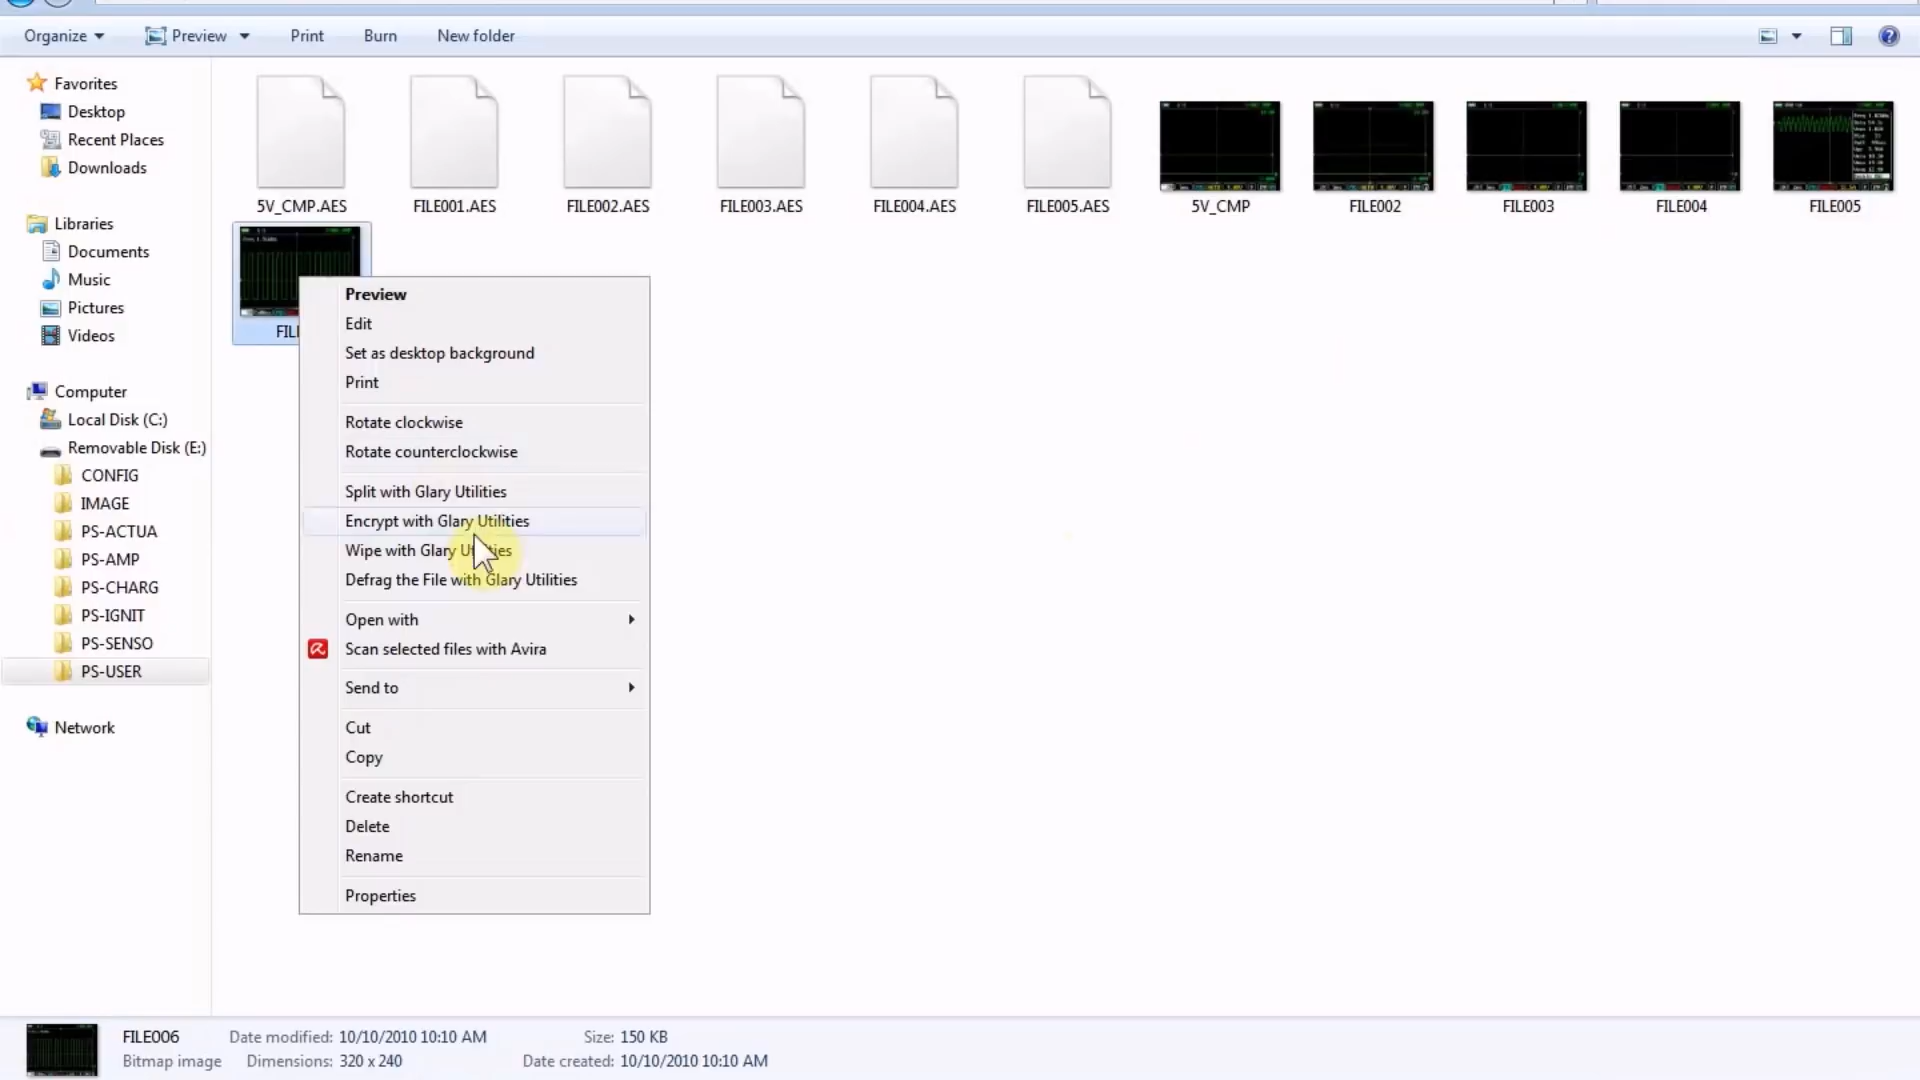 Organize
Preview
Print
Burn
New folder
Favorites
Desktop
Recent Places
Downloads
Libraries
Documents
Music
Pictures
Videos
Computer
Local Disk (C:)
Removable Disk (E:)
CONFIG
IMAGE
PS-ACTUA
PS-AMP
PS-CHARG
PS-IGNIT
PS-SENSO
PS-USER
Network
5V_CMP.AES
FILE001.AES
FILE002.AES
FILE003.AES
FILE004.AES
FILE005.AES
5V_CMP
FILE002
FILE003
FILE004
FILE005
FIL
Preview
Edit
Set as desktop background
Print
Rotate clockwise
Rotate counterclockwise
Split with Glary Utilities
Encrypt with Glary Utilities
Wipe with Glary Utilities
Defrag the File with Glary Utilities
Open with
Scan selected files with Avira
Send to
Cut
Copy
Create shortcut
Delete
Rename
Properties
FILE006 Date modified: 10/10/2010 10:10 AM Size: 150 KB
Bitmap image Dimensions: 320 x 240 Date created: 10/10/2010 10:10 AM